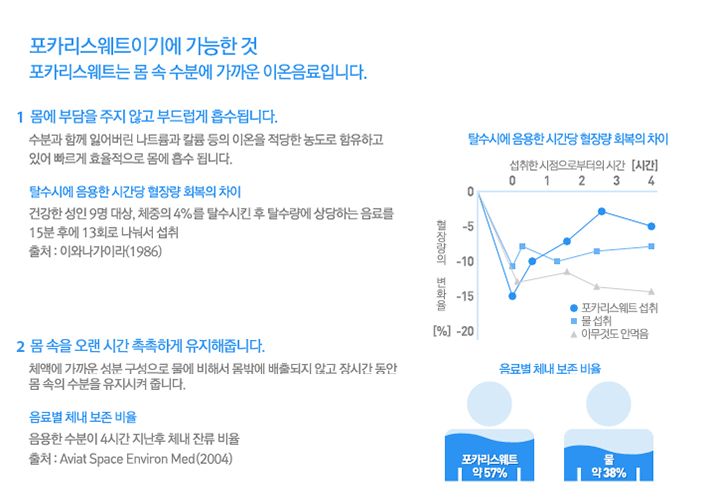 포카리스웨트이기에 가능한 것
포카리스웨트는 몸 속 수분에 가까운 이온음료입니다.
1 몸에 부담을 주지 않고 부드럽게 흡수됩니다.
수분과 함께 잃어버린 나트륨과 칼륨 등의 이온을 적당한 농도로 함유하고
있어 빠르게 효율적으로 몸에 흡수 됩니다.
탈수시에 음용한 시간당 혈장량 회복의 차이
건강한 성인 9명 대상, 체중의 4%를 탈수시킨 후 탈수량에 상당하는 음료를
15분 후에 13회로 나눠서 섭취
출처 : 이와나가이라(1986)
탈수시에 음용한 시간당 혈장량 회복의 차이
섭취한 시점으로부터의 시간 [시간]
0 1 2 3 4
0
-5
-10
-15
[%] -20
혈장량의 변화율
포카리스웨트 섭취
물 섭취
아무것도 안먹음
2 몸 속을 오랜 시간 촉촉하게 유지해줍니다.
체액에 가까운 성분 구성으로 물에 비해서 몸밖에 배출되지 않고 장시간 동안
몸 속의 수분을 유지시켜 줍니다.
음료별 체내 보존 비율
음용한 수분이 4시간 지난후 체내 잔류 비율
출처 : Aviat Space Environ Med(2004)
음료별 체내 보존 비율
포카리스웨트
약 57%
물
약 38%